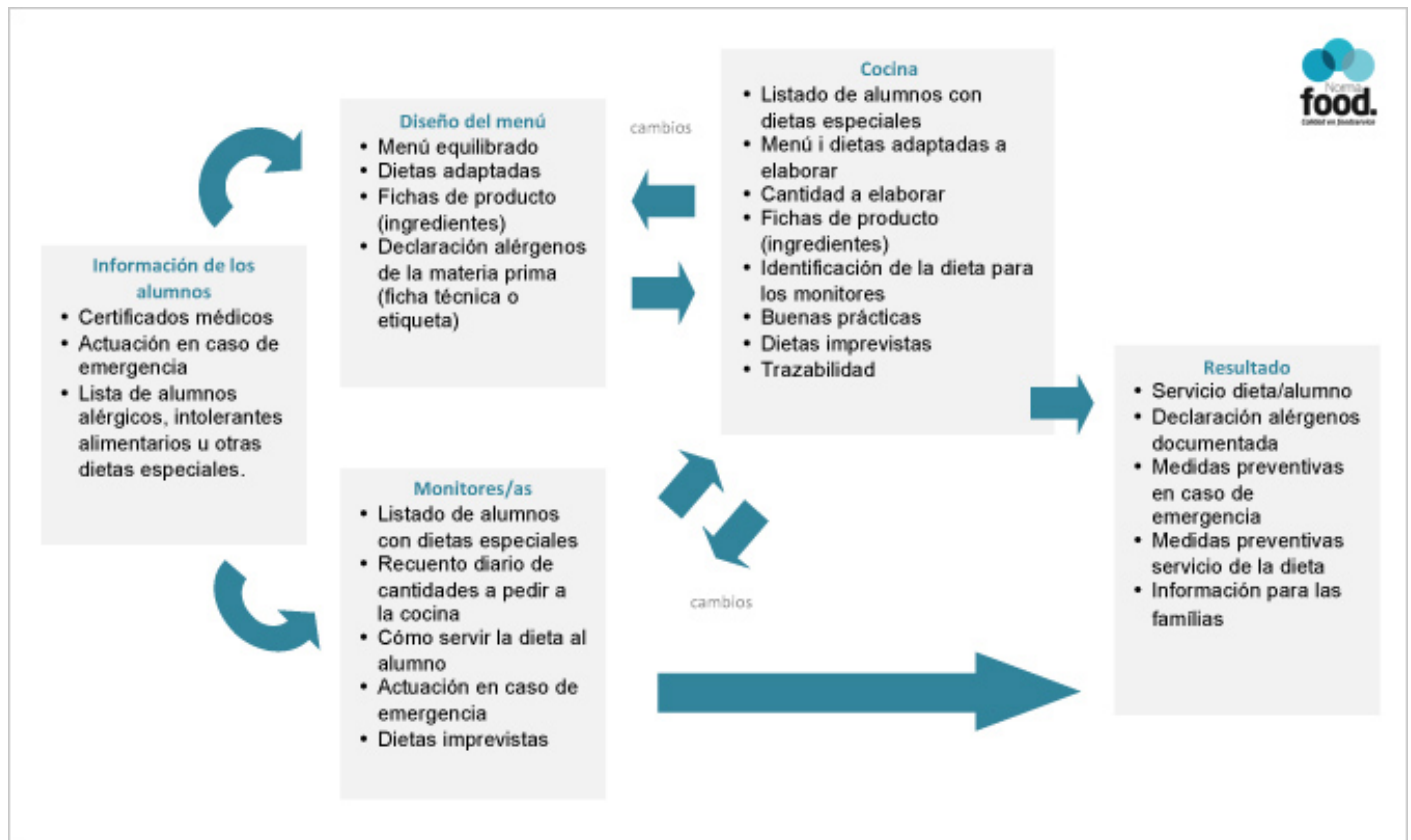 Información de los
alumnos
• Certificados médicos
• Actuación en caso de
emergencia
• Lista de alumnos
alérgicos, intolerantes
alimentarios u otras
dietas especiales.
Diseño del menú
• Menú equilibrado
• Dietas adaptadas
• Fichas de producto
(ingredientes)
• Declaración alérgenos
de la materia prima
(ficha técnica o
etiqueta)
Monitores/as
• Listado de alumnos
con dietas especiales
• Recuento diario de
cantidades a pedir a
la cocina
• Cómo servir la dieta al
alumno
• Actuación en caso de
emergencia
• Dietas imprevistas
cambios
Cocina
• Listado de alumnos con
dietas especiales
• Menú i dietas adaptadas a
elaborar
• Cantidad a elaborar
• Fichas de producto
(ingredientes)
• Identificación de la dieta para
los monitores
• Buenas prácticas
• Dietas imprevistas
• Trazabilidad
cambios
Resultado
• Servicio dieta/alumno
• Declaración alérgenos
documentada
• Medidas preventivas
en caso de
emergencia
• Medidas preventivas
servicio de la dieta
• Información para las
famílias
Norma
food.
Calidad en foodservice